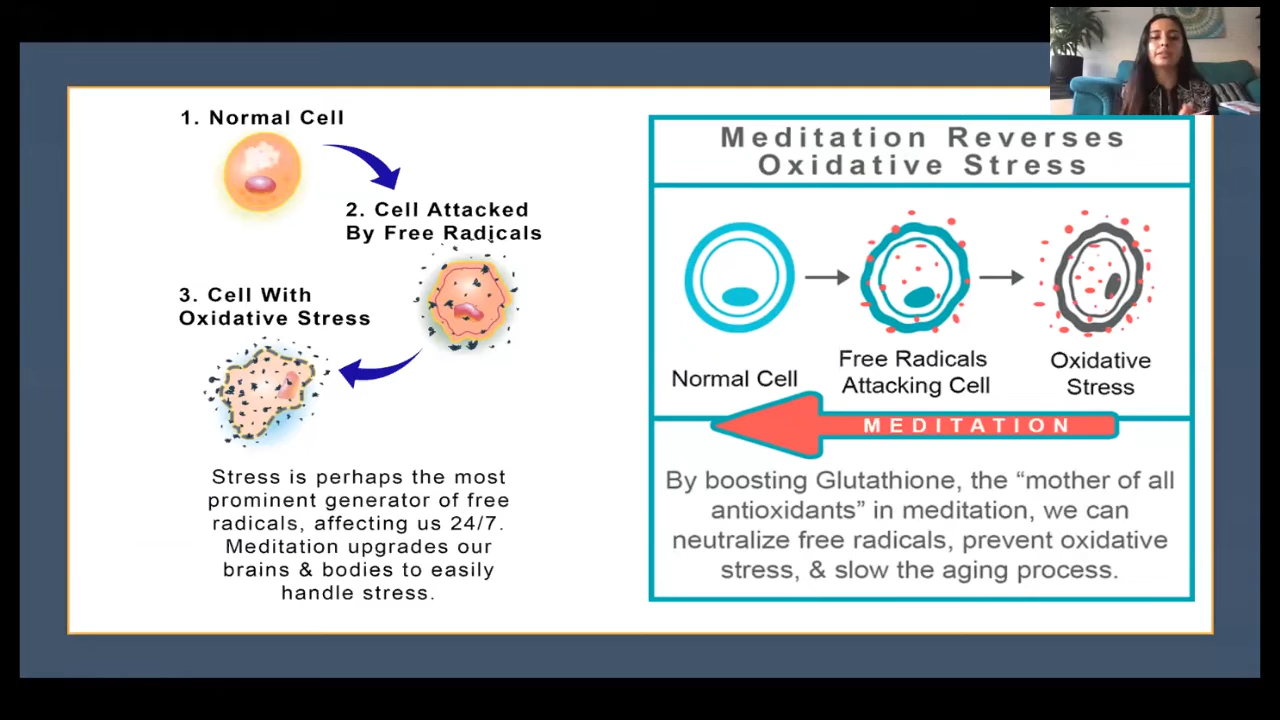 1. Normal Cell
2. Cell Attacked
By Free Radicals
3. Cell With
Oxidative Stress
Stress is perhaps the most
prominent generator of free
radicals, affecting us 24/7.
Meditation upgrades our
brains & bodies to easily
handle stress.
Meditation Reverses
Oxidative Stress
Normal Cell
Free Radicals
Attacking Cell
Oxidative
Stress
MEDITATION
By boosting Glutathione, the “mother of all
antioxidants” in meditation, we can
neutralize free radicals, prevent oxidative
stress, & slow the aging process.